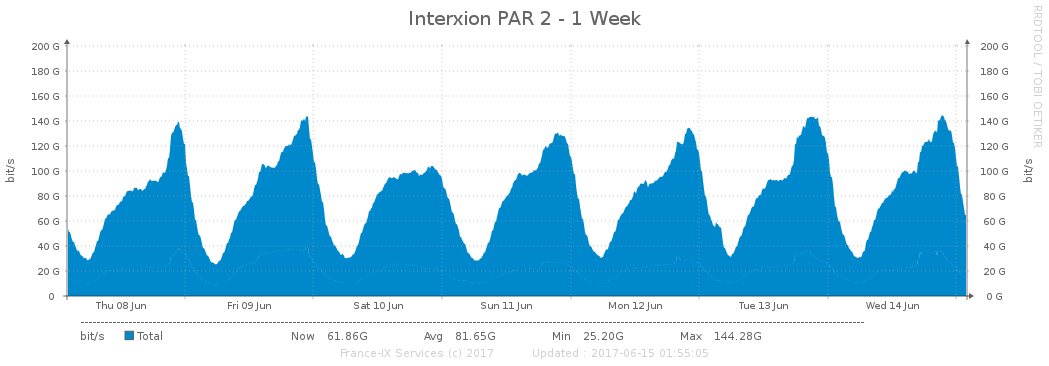 Interxion PAR 2 - 1 Week
RRDTOOL / TOBI OETIKER
200 G 200 G
180 G 180 G
160 G 160 G
140 G 140 G
120 G 120 G
100 G 100 G
80 G 80 G
60 G 60 G
40 G 40 G
20 G 20 G
0 0 G
bit/s bit/s
Thu 08 Jun Fri 09 Jun Sat 10 Jun Sun 11 Jun Mon 12 Jun Tue 13 Jun Wed 14 Jun
bit/s Total Now 61.86G Avg 81.65G Min 25.20G Max 144.28G
France-IX Services (c) 2017 Updated : 2017-06-15 01:55:05